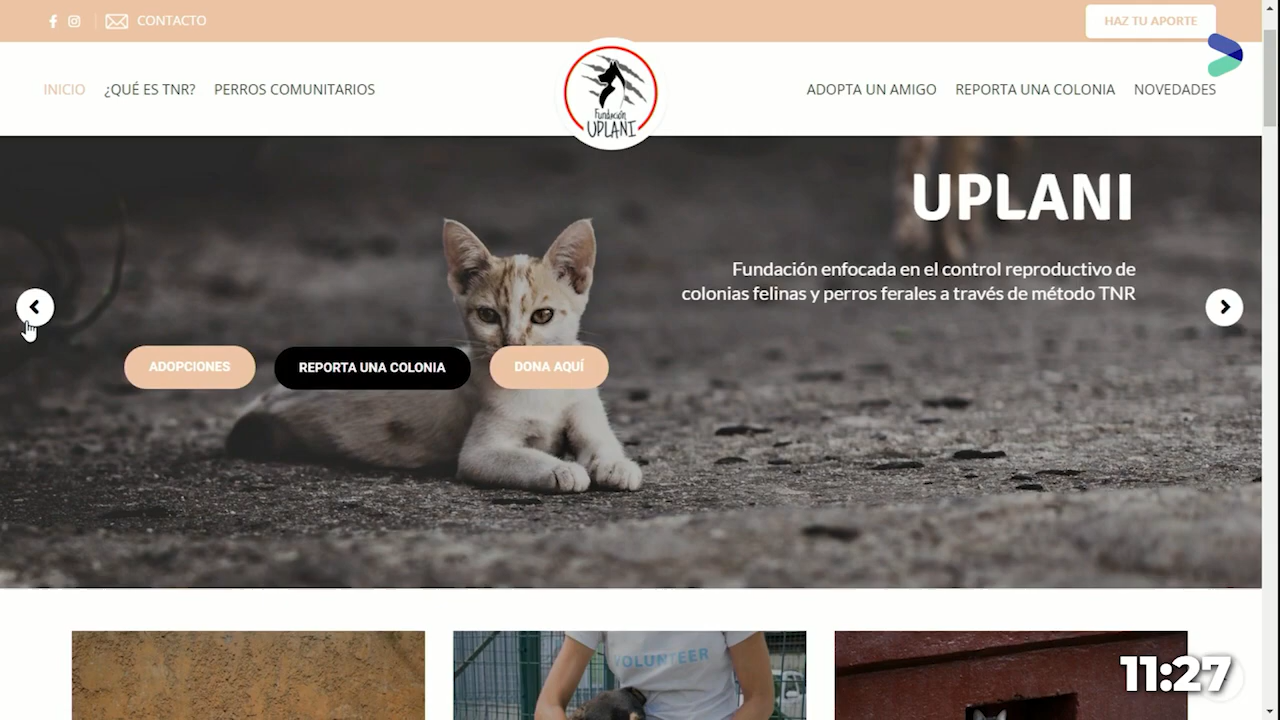 CONTACTO
HAZ TU APORTE
INICIO ¿QUÉ ES TNR? PERROS COMUNITARIOS
Fundación
UPLANI
ADOPTA UN AMIGO REPORTA UNA COLONIA NOVEDADES
UPLANI
Fundación enfocada en el control reproductivo de
colonias felinas y perros ferales a través de método TNR
ADOPCIONES
REPORTA UNA COLONIA
DONA AQUÍ
VOLUNTEER
11:27